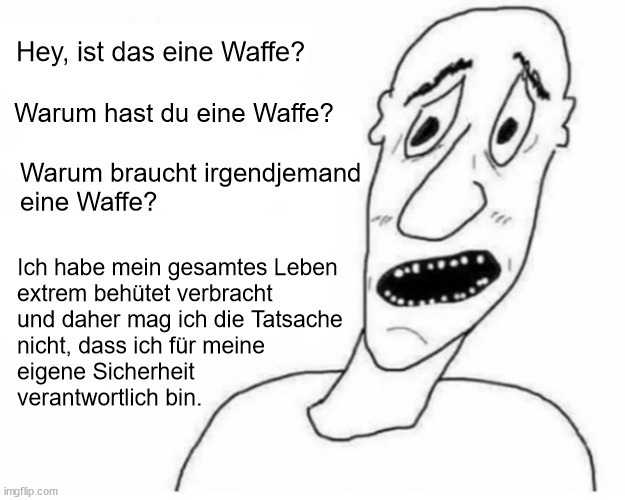 Hey, ist das eine Waffe?
Warum hast du eine Waffe?
Warum braucht irgendjemand
eine Waffe?
Ich habe mein gesamtes Leben
extrem behütet verbracht
und daher mag ich die Tatsache
nicht, dass ich für meine
eigene Sicherheit
verantwortlich bin.
imgflip.com